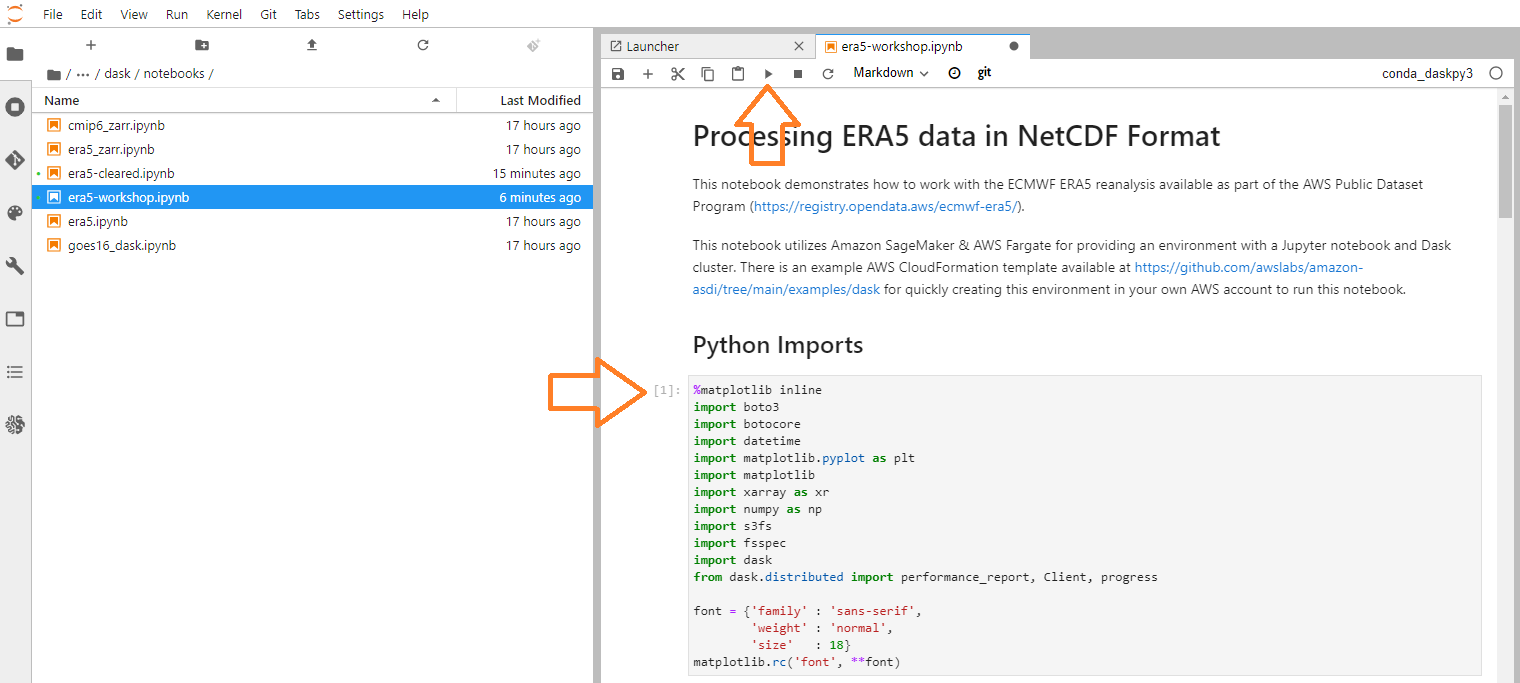 File Edit View Run Kernel Git Tabs Settings Help
/ ··· / dask / notebooks /
Name Last Modified
cmip6_zarr.ipynb 17 hours ago
era5_zarr.ipynb 17 hours ago
era5-cleared.ipynb 15 minutes ago
era5-workshop.ipynb 6 minutes ago
era5.ipynb 17 hours ago
goes16_dask.ipynb 17 hours ago
Launcher era5-workshop.ipynb
Markdown git conda_daskpy3
Processing ERA5 data in NetCDF Format
This notebook demonstrates how to work with the ECMWF ERA5 reanalysis available as part of the AWS Public Dataset
Program (https://registry.opendata.aws/ecmwf-era5/).
This notebook utilizes Amazon SageMaker & AWS Fargate for providing an environment with a Jupyter notebook and Dask
cluster. There is an example AWS CloudFormation template available at https://github.com/awslabs/amazon-
asdi/tree/main/examples/dask for quickly creating this environment in your own AWS account to run this notebook.
Python Imports
[1]: %matplotlib inline
import boto3
import botocore
import datetime
import matplotlib.pyplot as plt
import matplotlib
import xarray as xr
import numpy as np
import s3fs
import fsspec
import dask
from dask.distributed import performance_report, Client, progress
font = {'family' : 'sans-serif',
'weight' : 'normal',
'size' : 18}
matplotlib.rc('font', **font)